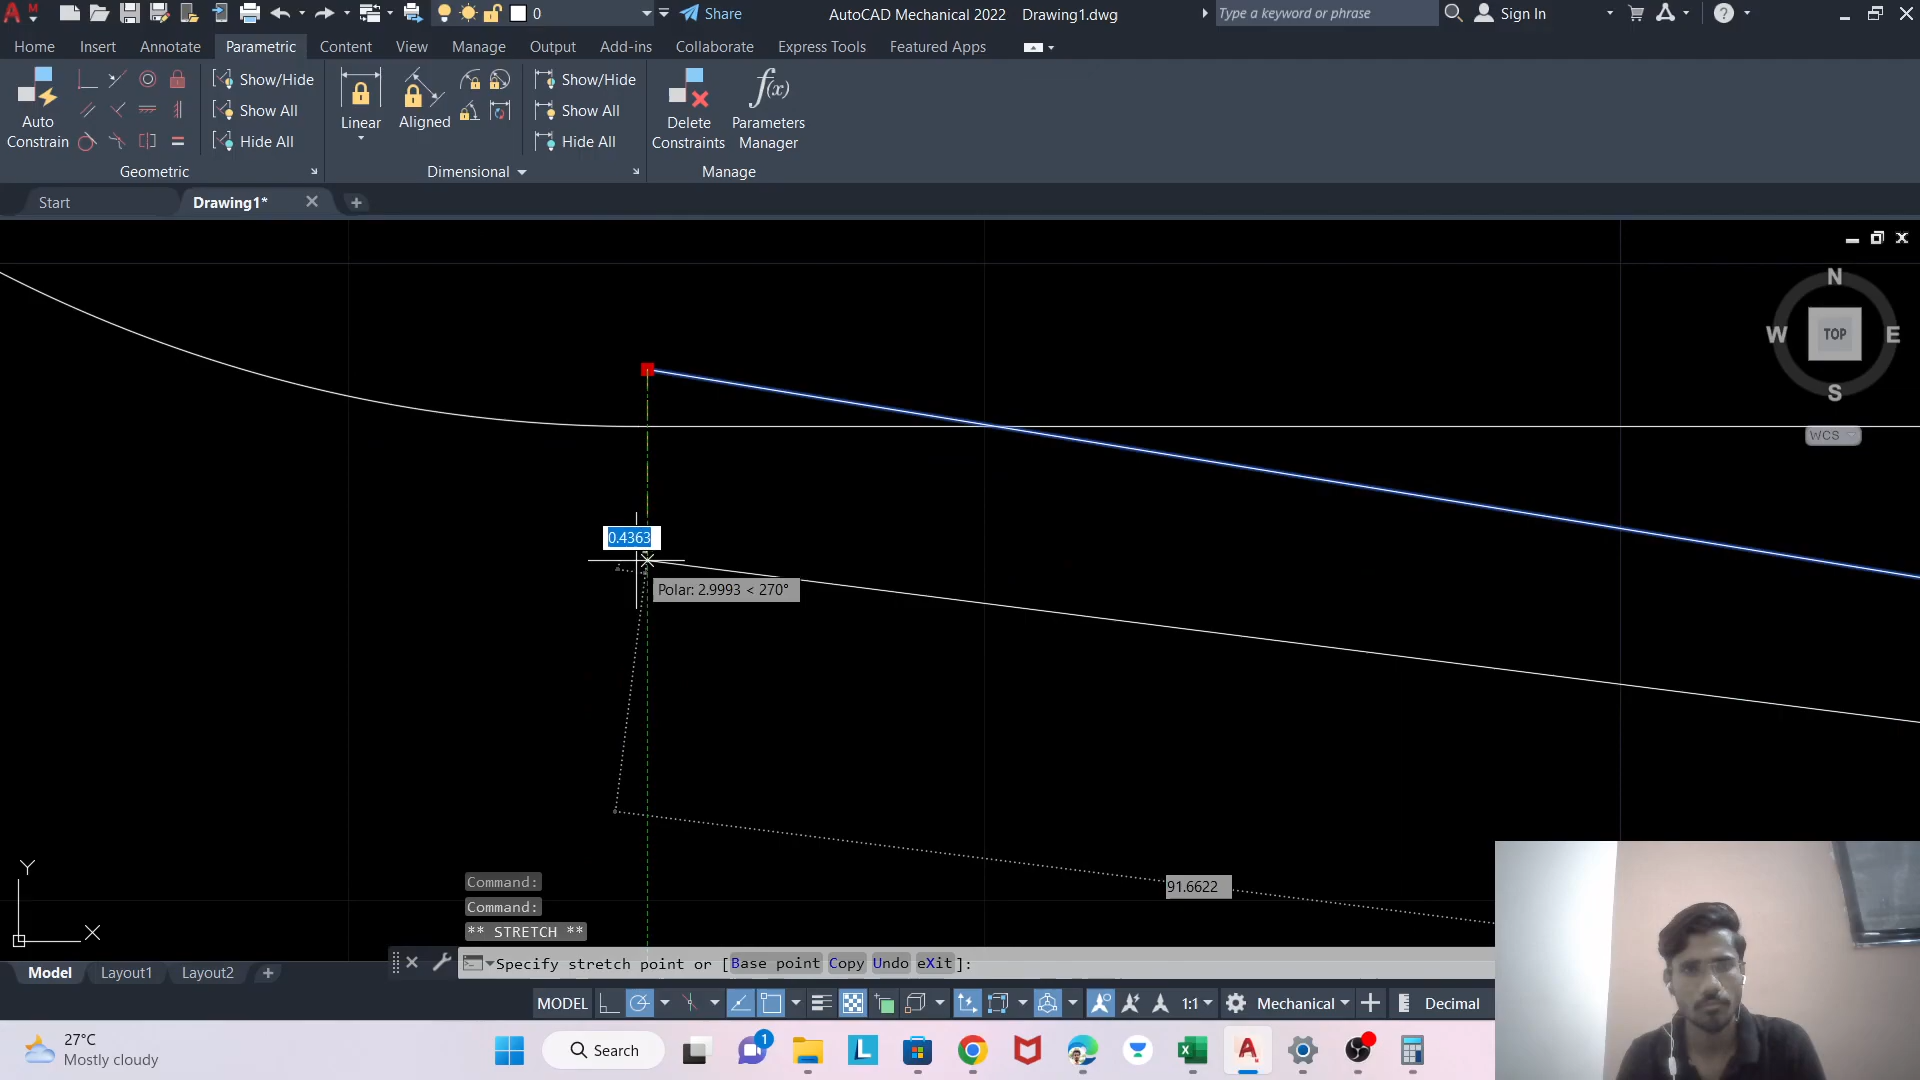 0
Share
AutoCAD Mechanical 2022 Drawing1.dwg
Type a keyword or phrase
Sign In
Home Insert Annotate Parametric Content View Manage Output Add-ins Collaborate Express Tools Featured Apps
Auto
Constrain
Show/Hide
Show All
Hide All
Linear
Aligned
Show/Hide
Show All
Hide All
Delete
Constraints
Parameters
Manager
f(x)
Geometric
Dimensional
Manage
Start
Drawing1*
N
W
TOP
E
S
WCS
0.4363
Polar: 2.9993 < 270°
91.6622
Y
X
Command:
Command:
** STRETCH **
Specify stretch point or [Base point Copy Undo eXit]:
Model Layout1 Layout2
MODEL
1:1
Mechanical
Decimal
27°C
Mostly cloudy
Search
1